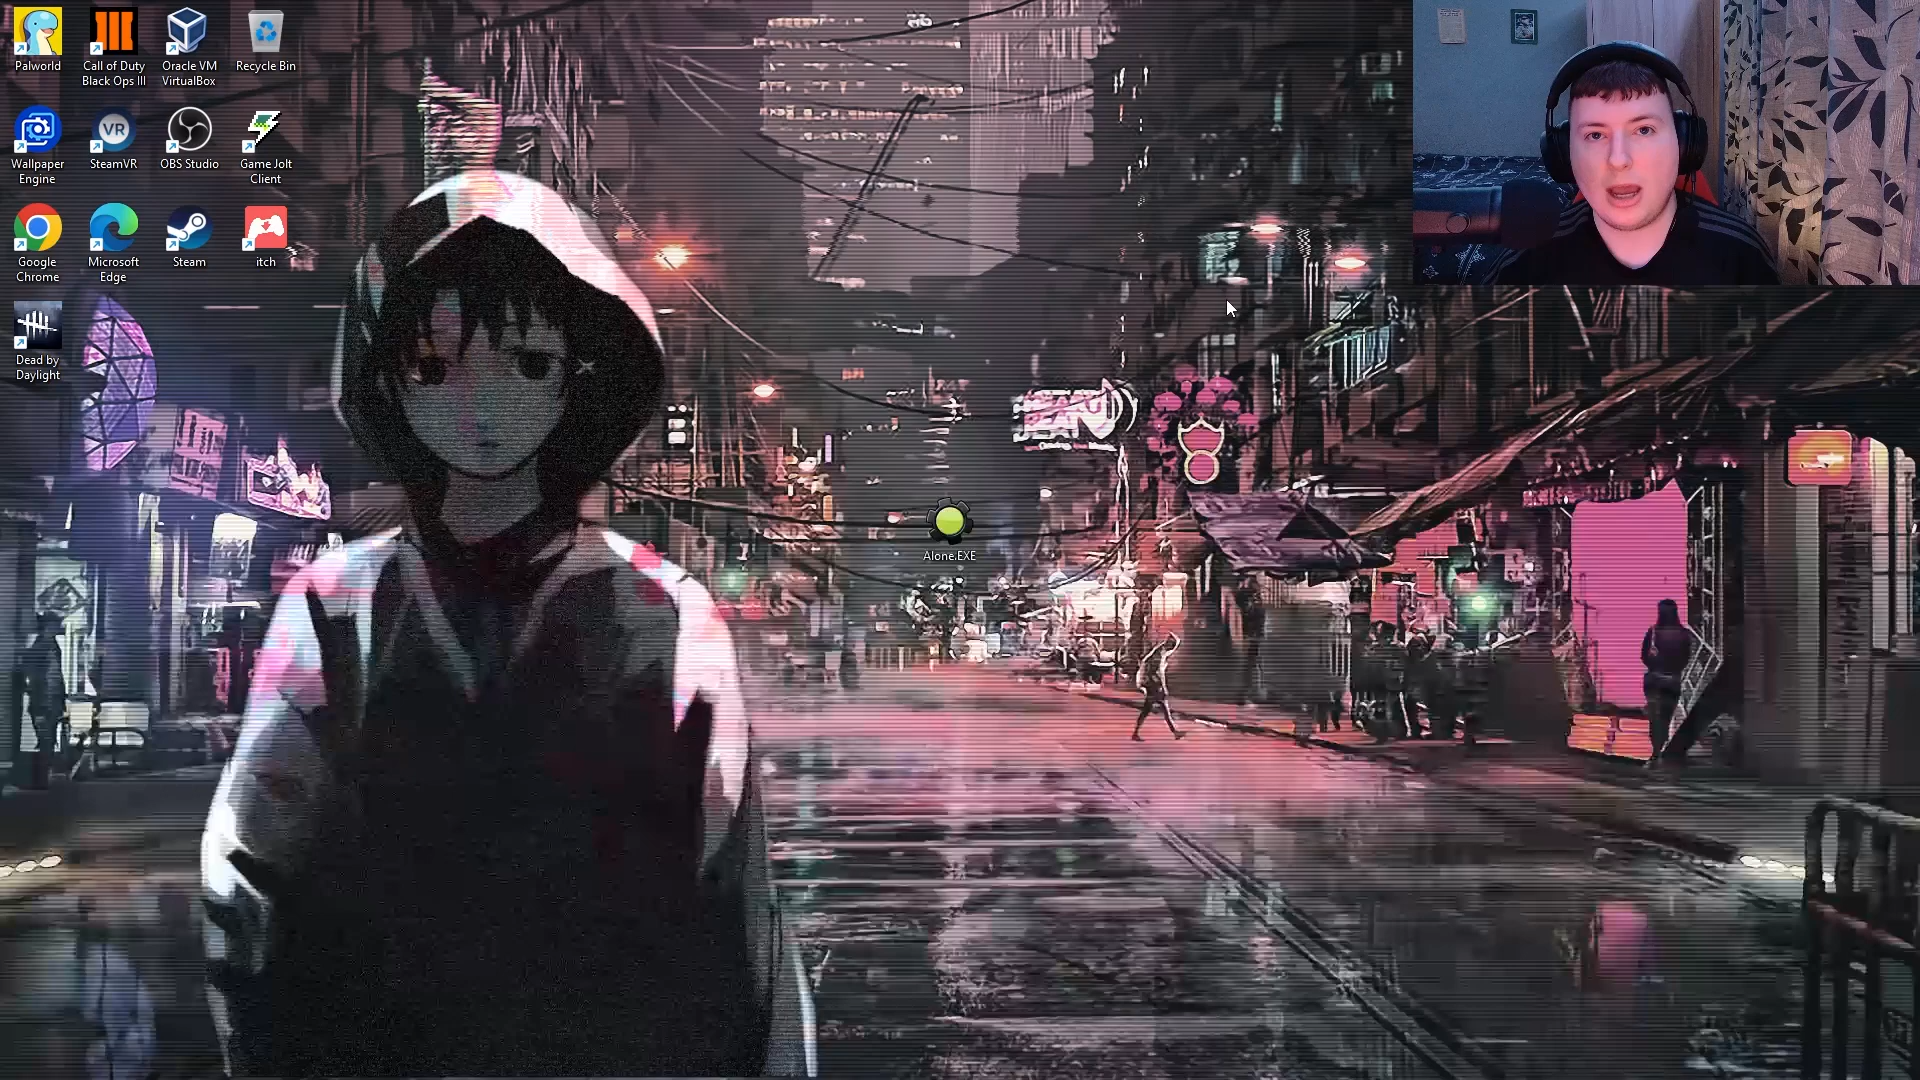 Palworld
Call of Duty
Black Ops III
Oracle VM
VirtualBox
Recycle Bin
Wallpaper
Engine
VR
SteamVR
OBS Studio
Game Jolt
Client
Google
Chrome
Microsoft
Edge
Steam
itch
Dead by
Daylight
Alone.EXE